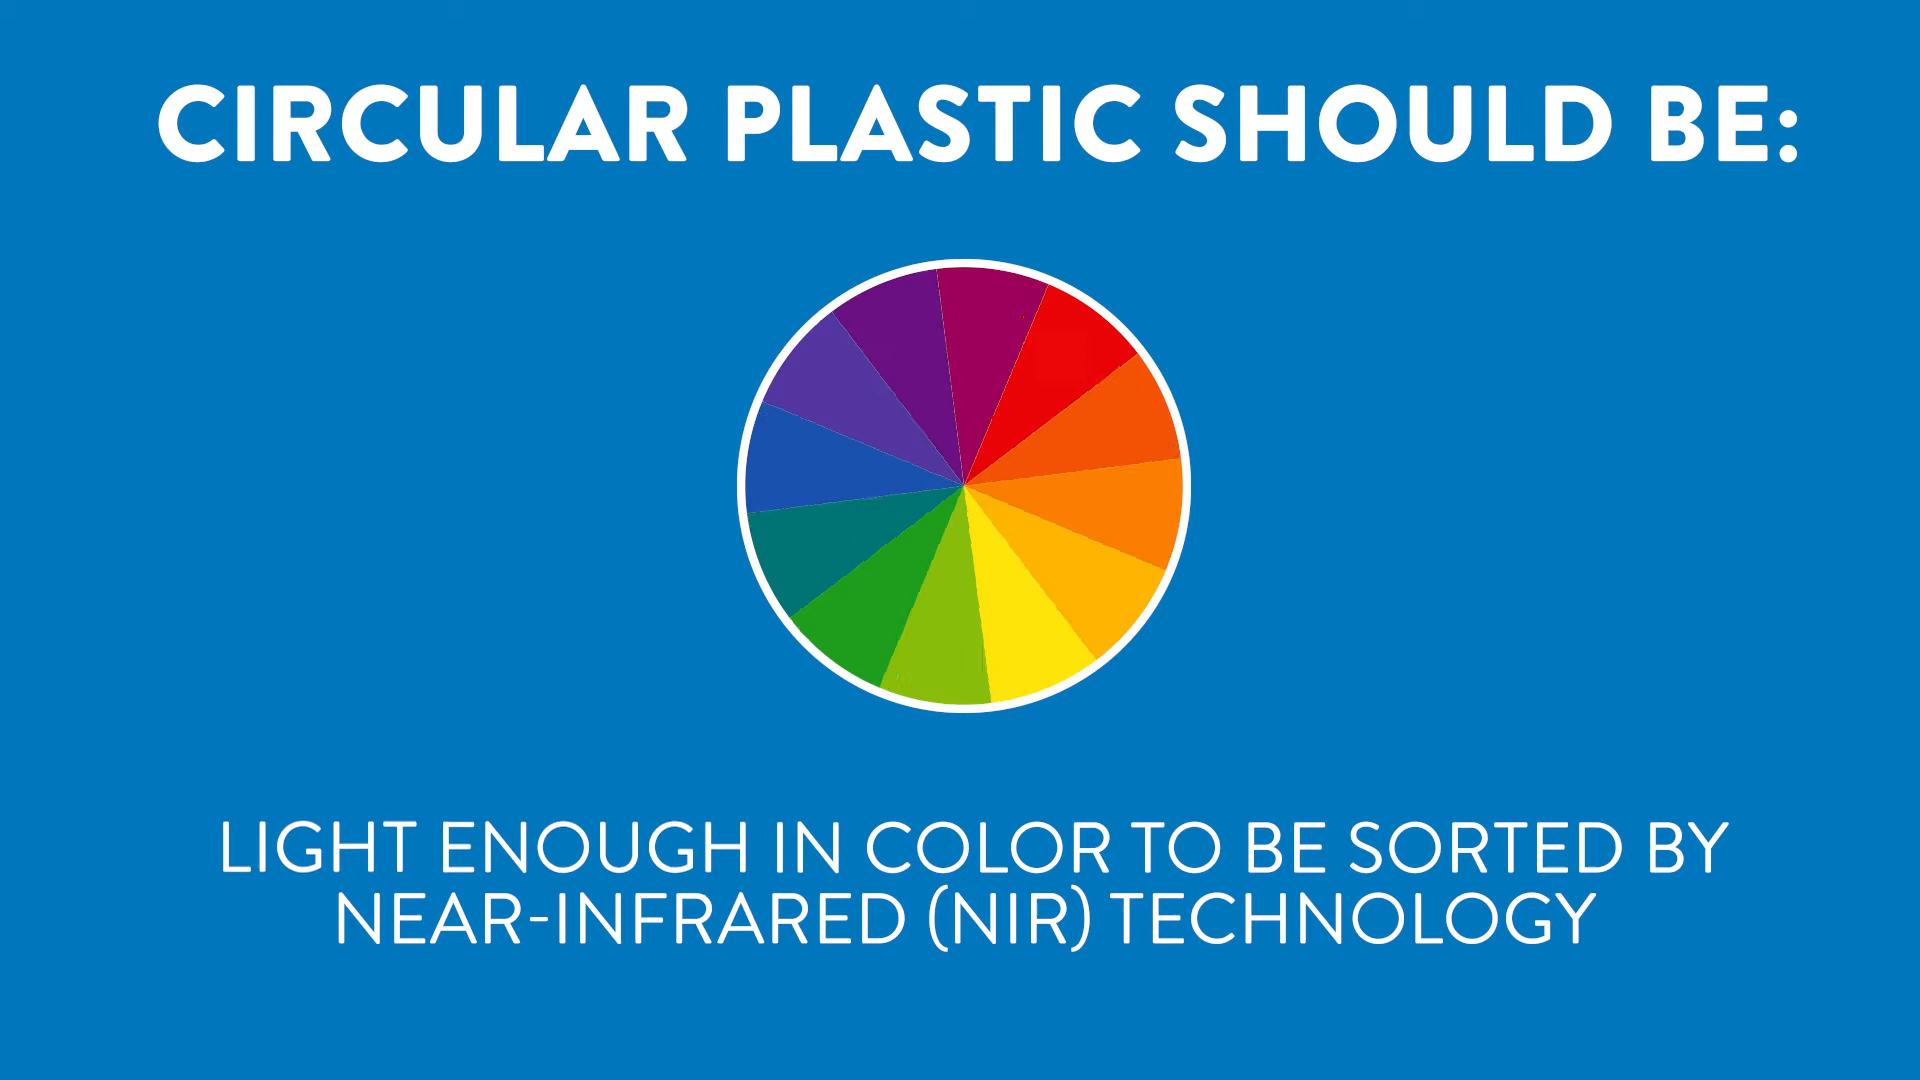 CIRCULAR PLASTIC SHOULD BE:
LIGHT ENOUGH IN COLOR TO BE SORTED BY
NEAR-INFRARED (NIR) TECHNOLOGY